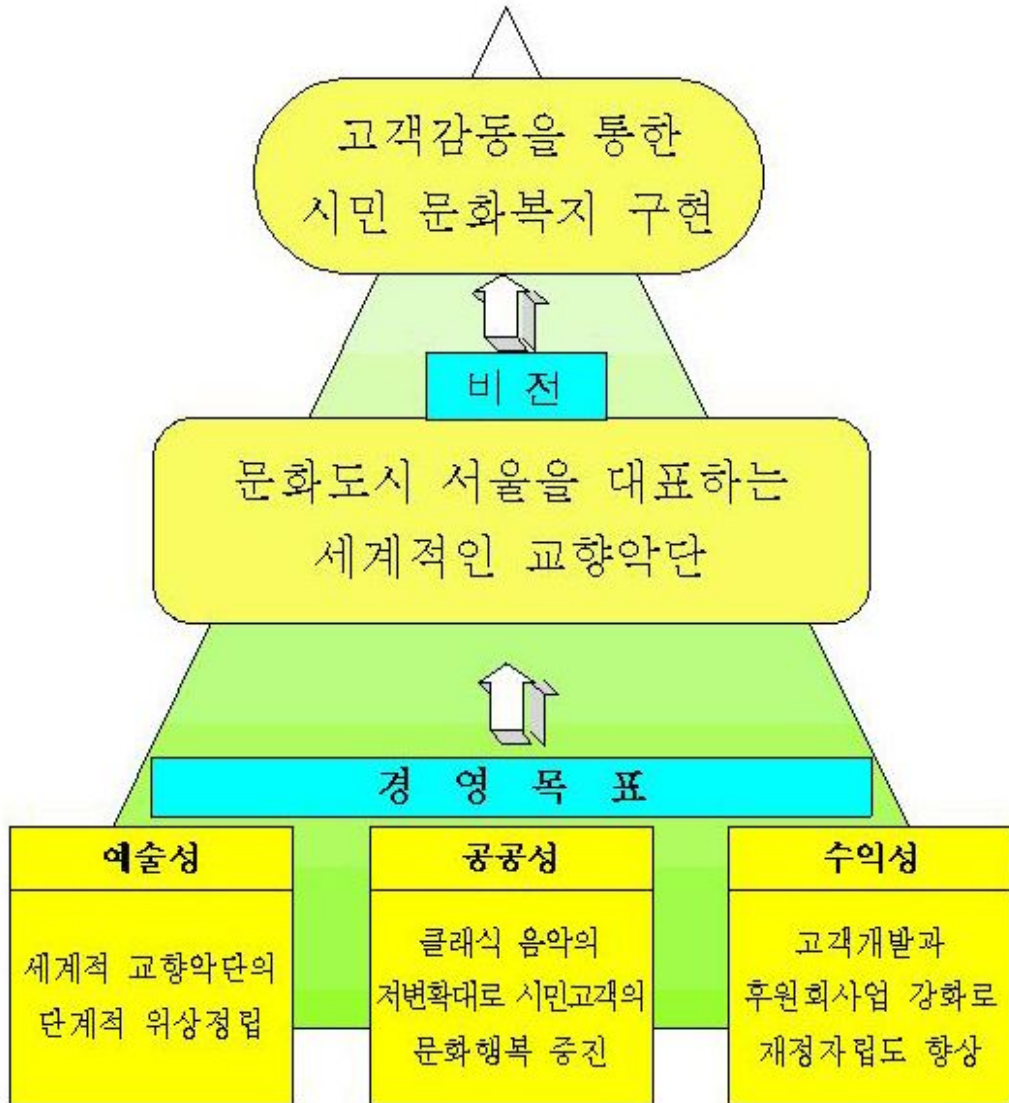 고객감동을 통한
시민 문화복지 구현
비 전
문화도시 서울을 대표하는
세계적인 교향악단
경 영 목 표
예술성
세계적 교향악단의
단계적 위상정립
공공성
클래식 음악의
저변확대로 시민고객의
문화행복 증진
수익성
고객개발과
후원회사업 강화로
재정자립도 향상